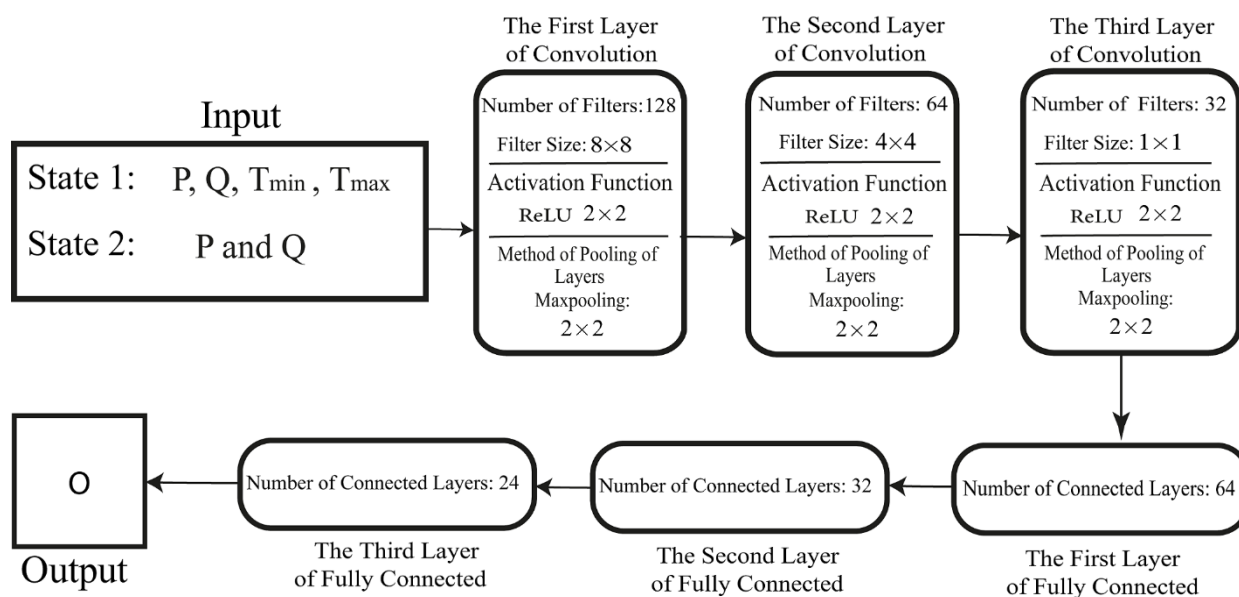 Input
State 1: P, Q, Tmin , Tmax
State 2: P and Q
The First Layer
of Convolution
Number of Filters:128
Filter Size: 8×8
Activation Function
ReLU 2×2
Method of Pooling of
Layers
Maxpooling:
2×2
The Second Layer
of Convolution
Number of Filters: 64
Filter Size: 4×4
Activation Function
ReLU 2×2
Method of Pooling of
Layers
Maxpooling:
2×2
The Third Layer
of Convolution
Number of Filters: 32
Filter Size: 1×1
Activation Function
ReLU 2×2
Method of Pooling of
Layers
Maxpooling:
2×2
Number of Connected Layers: 64
The First Layer
of Fully Connected
Number of Connected Layers: 32
The Second Layer
of Fully Connected
Number of Connected Layers: 24
The Third Layer
of Fully Connected
O
Output